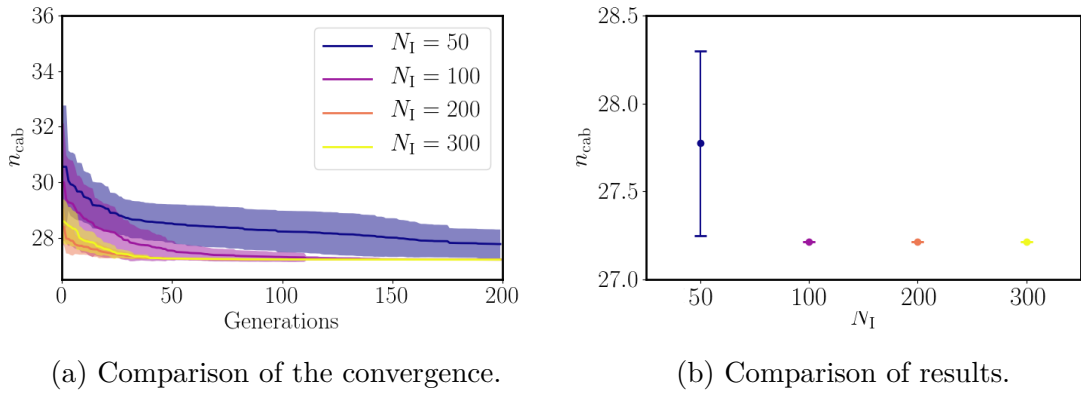 36
34
32
30
28
n_cab
0
50
100
150
200
Generations
N_I = 50
N_I = 100
N_I = 200
N_I = 300
28.5
28.0
27.5
27.0
n_cab
50
100
200
300
N_I
(a) Comparison of the convergence.
(b) Comparison of results.